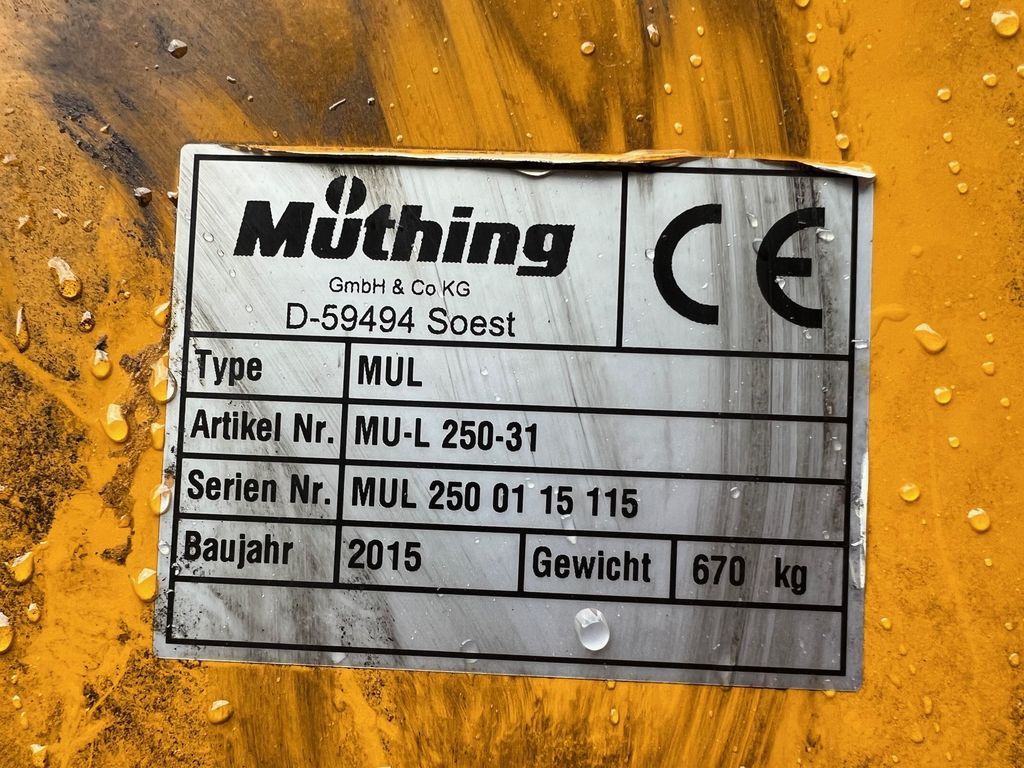 Müthing
CE
GmbH & Co KG
D-59494 Soest
Type MUL
Artikel Nr. MU-L 250-31
Serien Nr. MUL 250 01 15 115
Baujahr 2015 Gewicht 670 kg